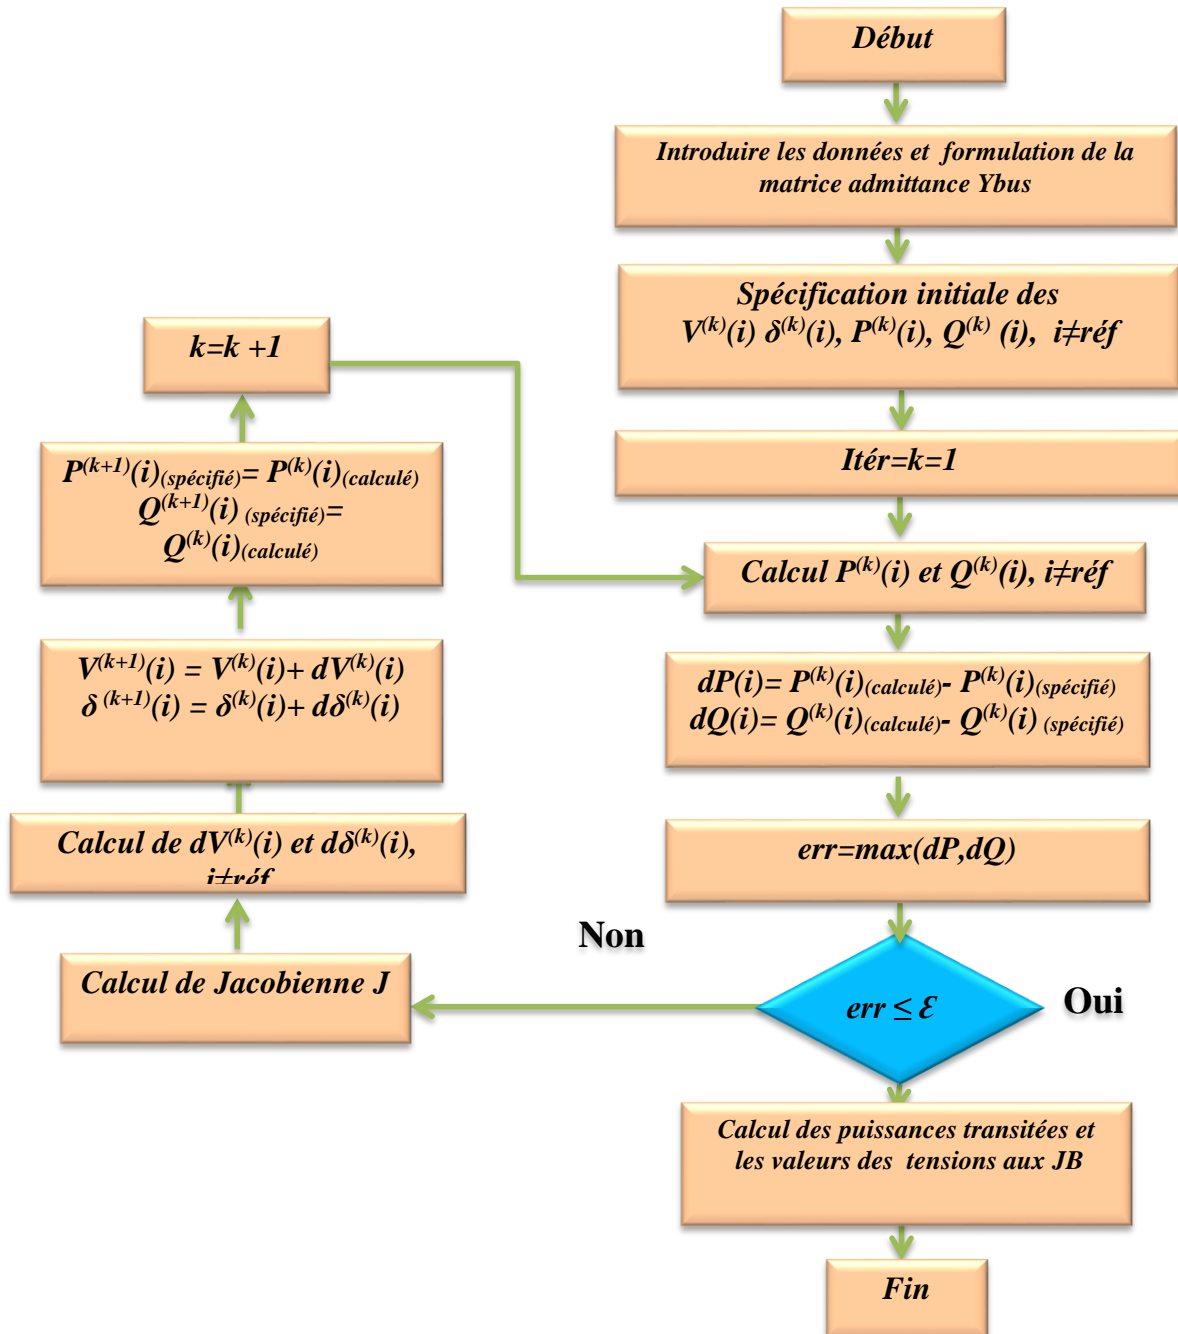 Début
Introduire les données et formulation de la
matrice admittance Ybus
Spécification initiale des
V⁽ᵏ⁾(i) δ⁽ᵏ⁾(i), P⁽ᵏ⁾(i), Q⁽ᵏ⁾ (i), i≠réf
Itér=k=1
Calcul P⁽ᵏ⁾(i) et Q⁽ᵏ⁾(i), i≠réf
dP(i)= P⁽ᵏ⁾(i)(calculé)- P⁽ᵏ⁾(i)(spécifié)
dQ(i)= Q⁽ᵏ⁾(i)(calculé)- Q⁽ᵏ⁾(i) (spécifié)
err=max(dP,dQ)
err ≤ Ɛ
Non
Oui
Calcul de Jacobienne J
Calcul de dV⁽ᵏ⁾(i) et dδ⁽ᵏ⁾(i),
i≠réf
V⁽ᵏ⁺¹⁾(i) = V⁽ᵏ⁾(i)+ dV⁽ᵏ⁾(i)
δ ⁽ᵏ⁺¹⁾(i) = δ⁽ᵏ⁾(i)+ dδ⁽ᵏ⁾(i)
P⁽ᵏ⁺¹⁾(i)(spécifié)= P⁽ᵏ⁾(i)(calculé)
Q⁽ᵏ⁺¹⁾(i) (spécifié)=
Q⁽ᵏ⁾(i)(calculé)
k=k +1
Calcul des puissances transitées et
les valeurs des tensions aux JB
Fin